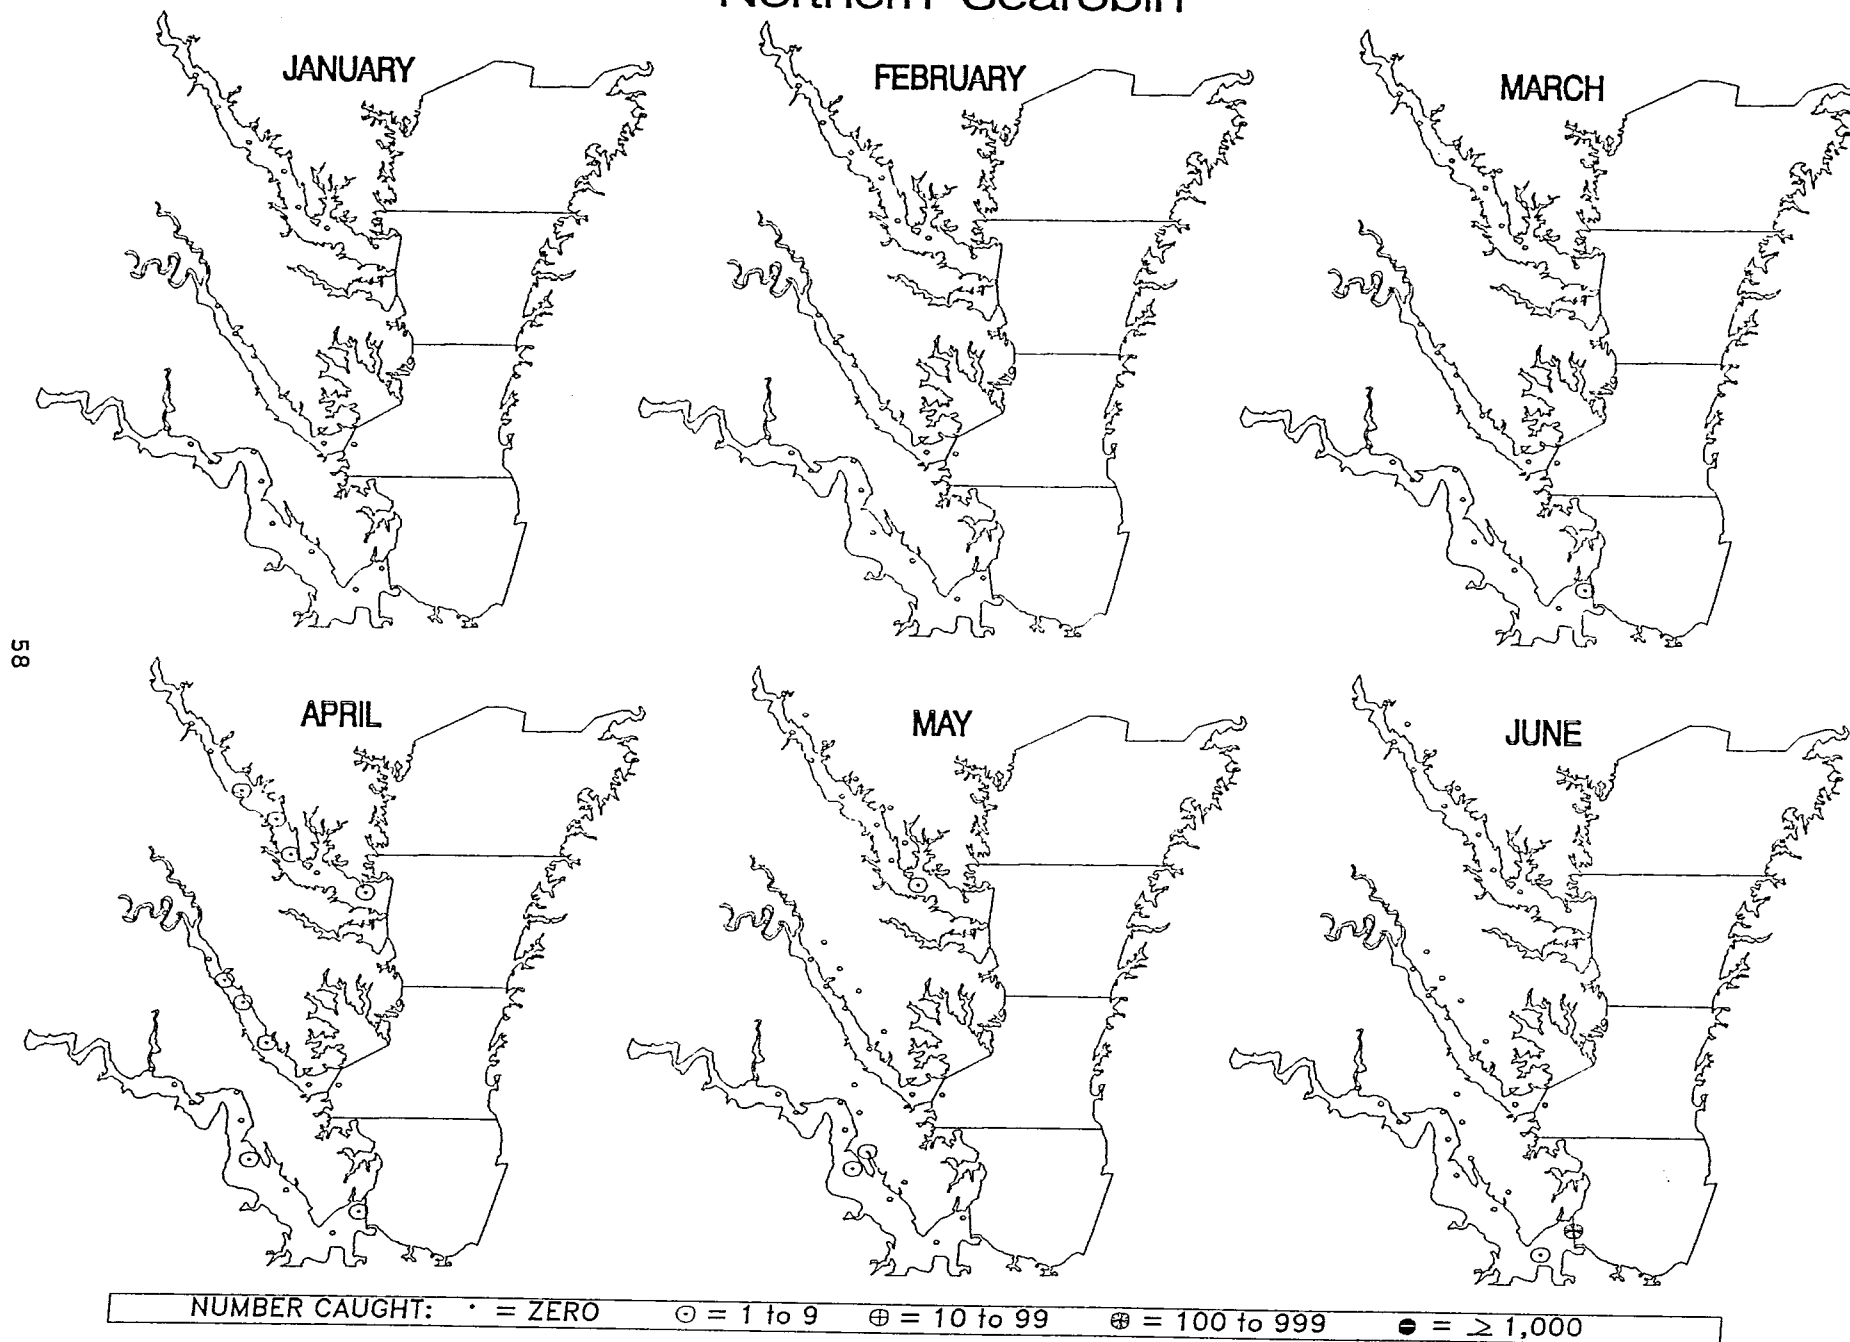 Northern Searobin
JANUARY
FEBRUARY
MARCH
58
APRIL
MAY
JUNE
NUMBER CAUGHT: · = ZERO ⊙ = 1 to 9 ⊕ = 10 to 99 = 100 to 999 ⊖ = ≥ 1,000